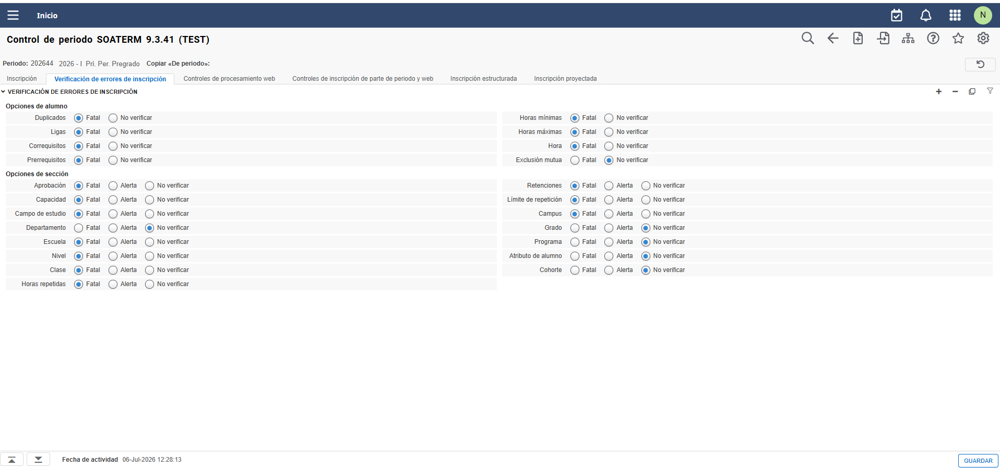 Inicio
N
Control de periodo SOATERM 9.3.41 (TEST)
Periodo: 202644 2026 - I Pri. Per. Pregrado Copiar «De periodo»:
Inscripción Verificación de errores de inscripción Controles de procesamiento web Controles de inscripción de parte de periodo y web Inscripción estructurada Inscripción proyectada
VERIFICACIÓN DE ERRORES DE INSCRIPCIÓN
Opciones de alumno
Duplicados Fatal No verificar Horas mínimas Fatal No verificar
Ligas Fatal No verificar Horas máximas Fatal No verificar
Correquisitos Fatal No verificar Hora Fatal No verificar
Prerrequisitos Fatal No verificar Exclusión mutua Fatal No verificar
Opciones de sección
Aprobación Fatal Alerta No verificar Retenciones Fatal Alerta No verificar
Capacidad Fatal Alerta No verificar Límite de repetición Fatal Alerta No verificar
Campo de estudio Fatal Alerta No verificar Campus Fatal Alerta No verificar
Departamento Fatal Alerta No verificar Grado Fatal Alerta No verificar
Escuela Fatal Alerta No verificar Programa Fatal Alerta No verificar
Nivel Fatal Alerta No verificar Atributo de alumno Fatal Alerta No verificar
Clase Fatal Alerta No verificar Cohorte Fatal Alerta No verificar
Horas repetidas Fatal Alerta No verificar
Fecha de actividad 06-Jul-2026 12:28:13
GUARDAR